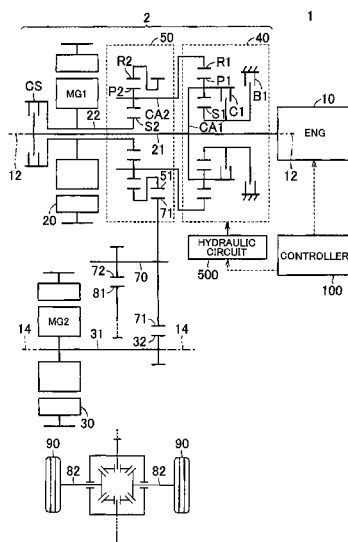 2 1
50 40
CS
MG1
R2
P2
R1
P1
B1
10
22
CA2
S2
S1
C1
ENG
12
21
CA1
12
20
51
71
HYDRAULIC CIRCUIT
CONTROLLER
72
70
500
100
81
MG2
71
14 31 32 14
30
90 90
82 82